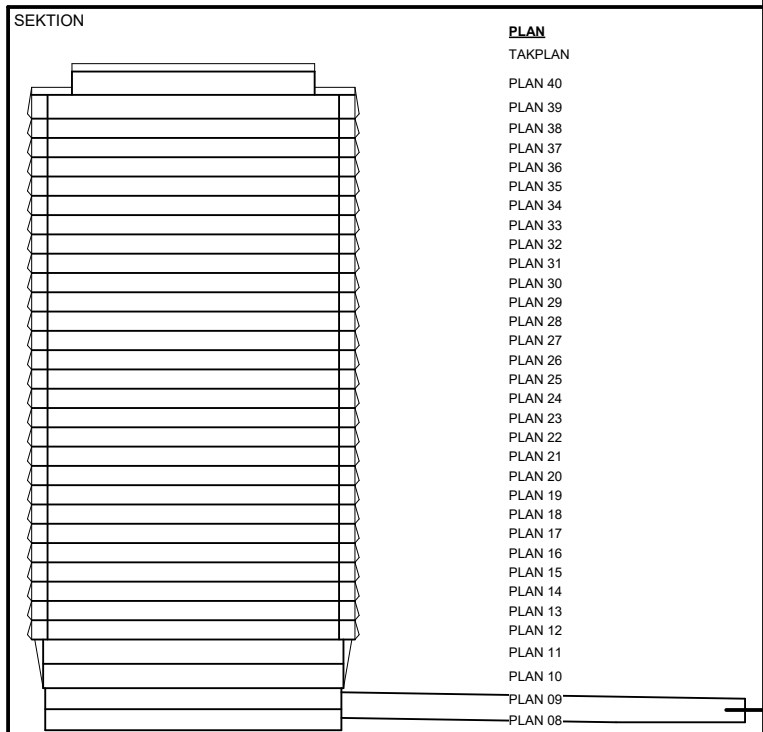 SEKTION
PLAN
TAKPLAN
PLAN 40
PLAN 39
PLAN 38
PLAN 37
PLAN 36
PLAN 35
PLAN 34
PLAN 33
PLAN 32
PLAN 31
PLAN 30
PLAN 29
PLAN 28
PLAN 27
PLAN 26
PLAN 25
PLAN 24
PLAN 23
PLAN 22
PLAN 21
PLAN 20
PLAN 19
PLAN 18
PLAN 17
PLAN 16
PLAN 15
PLAN 14
PLAN 13
PLAN 12
PLAN 11
PLAN 10
PLAN 09
PLAN 08